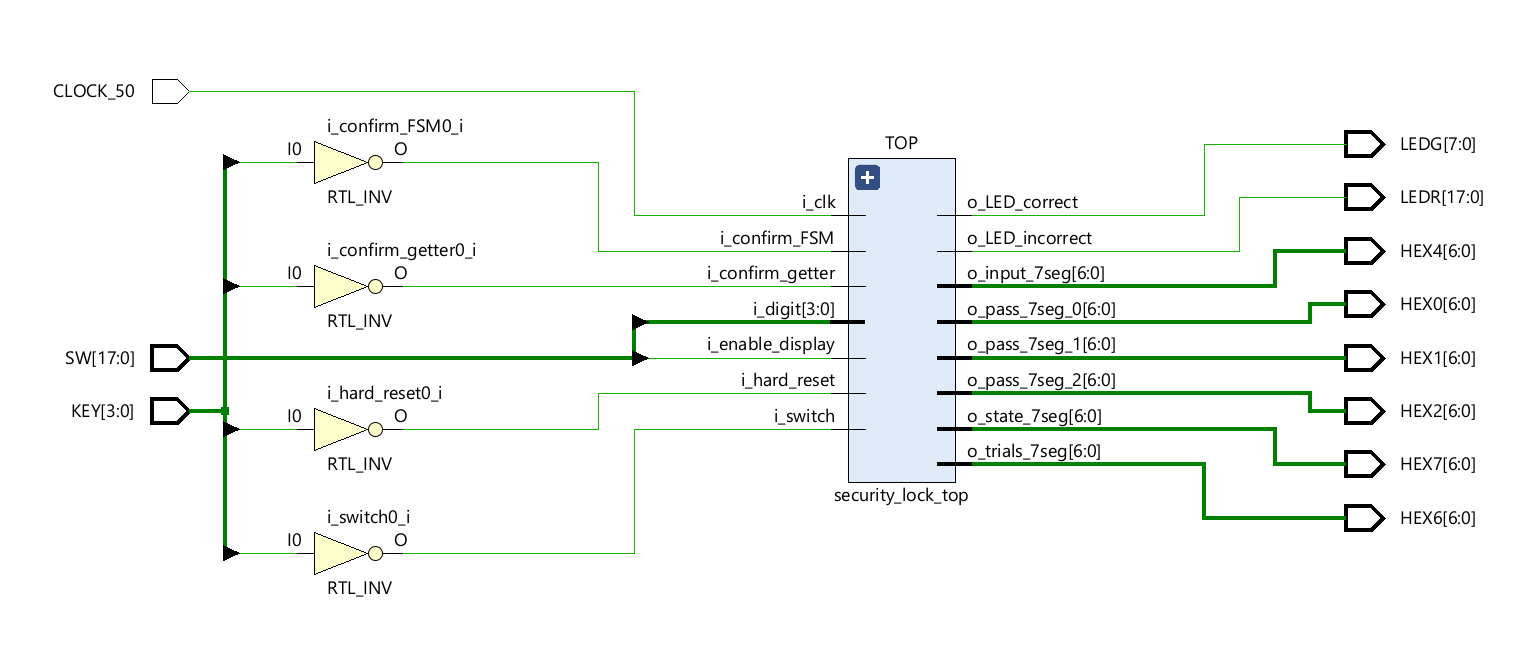 CLOCK_50
i_confirm_FSM0_i
I0
O
RTL_INV
i_confirm_getter0_i
I0
O
RTL_INV
SW[17:0]
KEY[3:0]
i_hard_reset0_i
I0
O
RTL_INV
i_switch0_i
I0
O
RTL_INV
TOP
i_clk
i_confirm_FSM
i_confirm_getter
i_digit[3:0]
i_enable_display
i_hard_reset
i_switch
o_LED_correct
o_LED_incorrect
o_input_7seg[6:0]
o_pass_7seg_0[6:0]
o_pass_7seg_1[6:0]
o_pass_7seg_2[6:0]
o_state_7seg[6:0]
o_trials_7seg[6:0]
security_lock_top
LEDG[7:0]
LEDR[17:0]
HEX4[6:0]
HEX0[6:0]
HEX1[6:0]
HEX2[6:0]
HEX7[6:0]
HEX6[6:0]